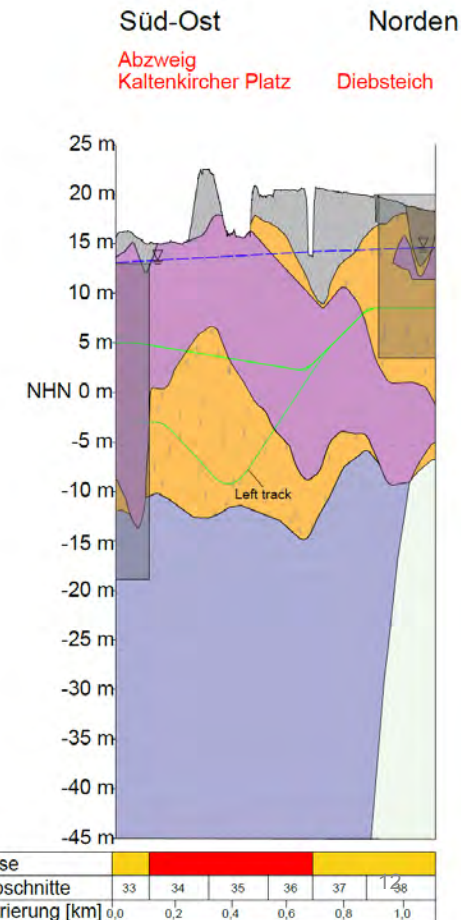 Süd-Ost Norden
Abzweig
Kaltenkircher Platz Diebsteich
25 m
20 m
15 m
10 m
5 m
NHN 0 m
-5 m
Left track
-10 m
-15 m
-20 m
-25 m
-30 m
-35 m
-40 m
-45 m
se
schnitte 33 34 35 36 37 38
12
rierung [km] 0,0 0,2 0,4 0,6 0,8 1,0